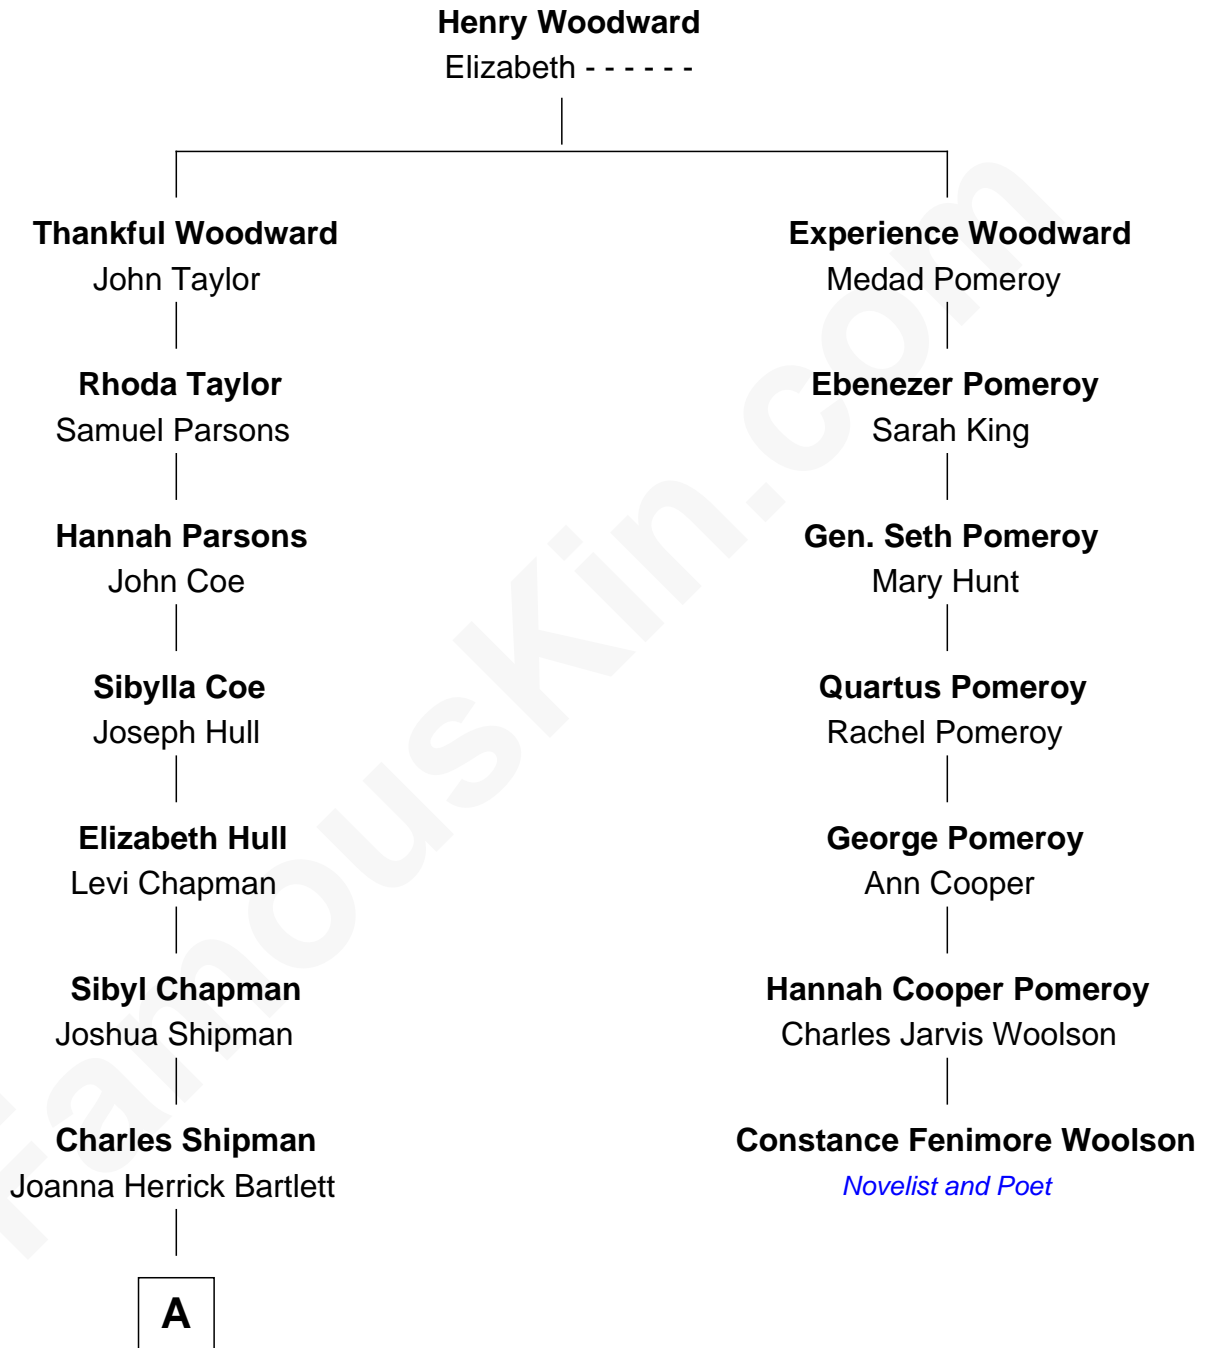 Henry Woodward
Elizabeth - - - - - -
Thankful Woodward
John Taylor
Experience Woodward
Medad Pomeroy
Rhoda Taylor
Samuel Parsons
Ebenezer Pomeroy
Sarah King
Hannah Parsons
John Coe
Gen. Seth Pomeroy
Mary Hunt
Sibylla Coe
Joseph Hull
Quartus Pomeroy
Rachel Pomeroy
Elizabeth Hull
Levi Chapman
George Pomeroy
Ann Cooper
Sibyl Chapman
Joshua Shipman
Hannah Cooper Pomeroy
Charles Jarvis Woolson
Charles Shipman
Joanna Herrick Bartlett
Constance Fenimore Woolson
Novelist and Poet
A
FamousKin.com